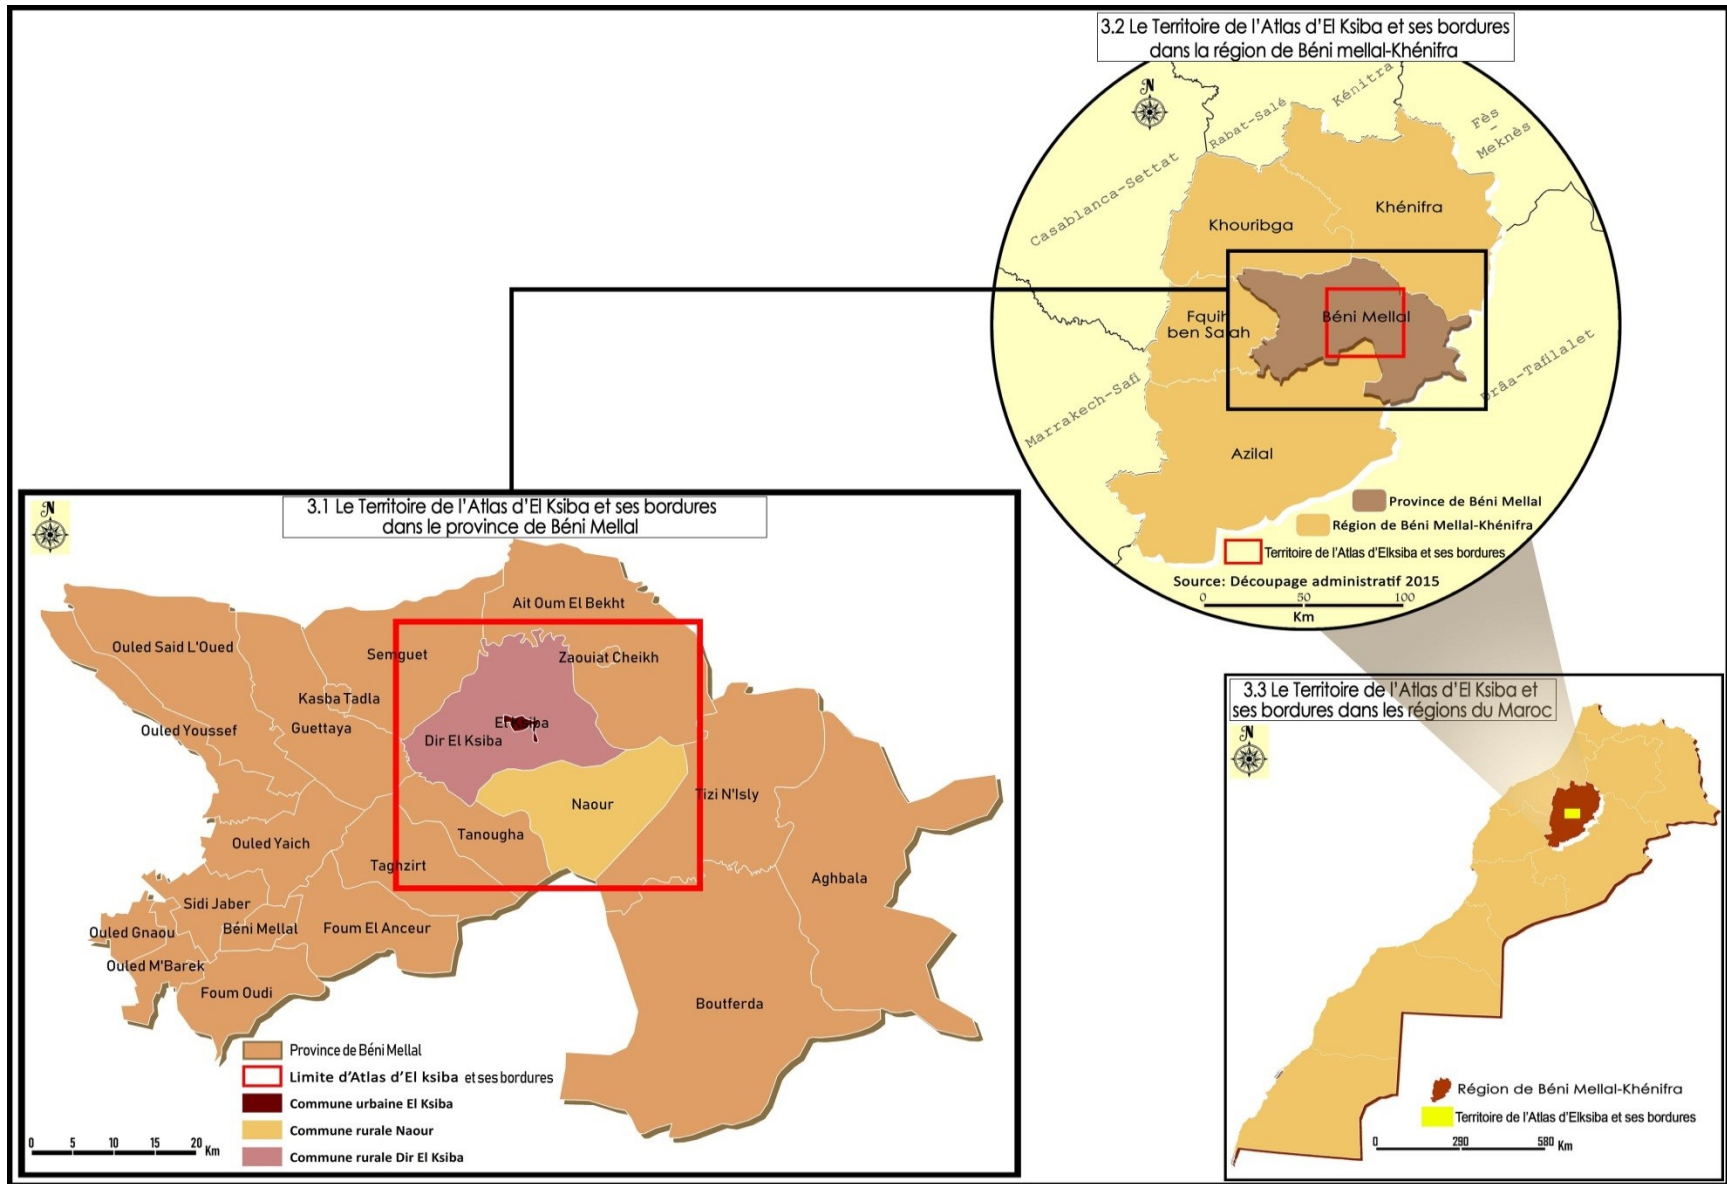 3.2 Le Territoire de l'Atlas d'El Ksiba et ses bordures
dans la région de Béni mellal-Khénifra
N
Rabat-Salé
Kénitra
Fès
-
Meknès
Casablanca-Settat
Khénifra
Khouribga
Fquih
ben Salah
Béni Mellal
Drâa-Tafilalet
Marrakech-Safi
Azilal
Province de Béni Mellal
Région de Béni Mellal-Khénifra
Territoire de l'Atlas d'Elksiba et ses bordures
Source: Découpage administratif 2015
0 50 100
Km
3.1 Le Territoire de l'Atlas d'El Ksiba et ses bordures
dans le province de Béni Mellal
N
Ait Oum El Bekht
Ouled Said L'Oued
Semguet
Zaouiat Cheikh
Kasba Tadla
Ouled Youssef
Guettaya
El Ksiba
Dir El Ksiba
Tizi N'Isly
Naour
Tanougha
Ouled Yaich
Taghzirt
Aghbala
Sidi Jaber
Ouled Gnaou
Béni Mellal
Foum El Anceur
Ouled M'Barek
Foum Oudi
Boutferda
Province de Béni Mellal
Limite d'Atlas d'El ksiba et ses bordures
Commune urbaine El Ksiba
Commune rurale Naour
Commune rurale Dir El Ksiba
0 5 10 15 20 Km
3.3 Le Territoire de l'Atlas d'El Ksiba et
ses bordures dans les régions du Maroc
N
Région de Béni Mellal-Khénifra
Territoire de l'Atlas d'Elksiba et ses bordures
0 290 580
Km